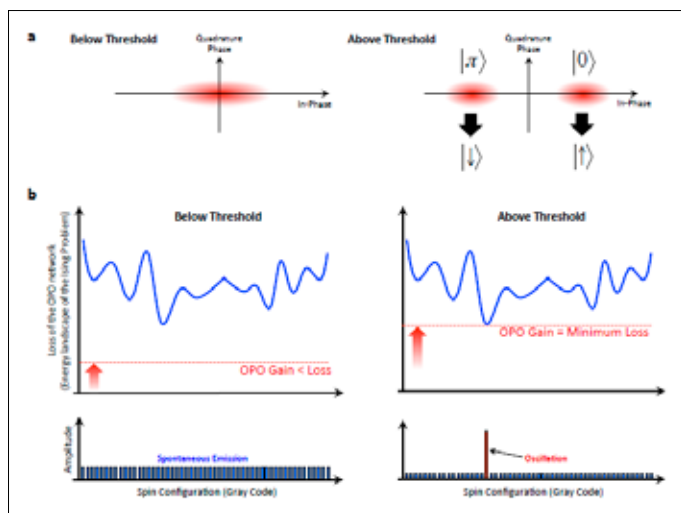 a
Below Threshold
Quadrature
Phase
In-Phase
Above Threshold
Quadrature
Phase
|π⟩
|0⟩
In-Phase
|↓⟩
|↑⟩
b
Loss of the OPO network
(Energy landscape of the Ising Problem)
Below Threshold
OPO Gain < Loss
Above Threshold
OPO Gain = Minimum Loss
Amplitude
Spontaneous Emission
Spin Configuration (Gray Code)
Oscillation
Spin Configuration (Gray Code)